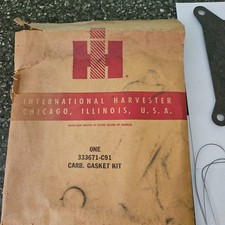 INTERNATIONAL HARVESTER
CHICAGO, ILLINOIS, U.S.A.
ONE
333671-C91
CARB. GASKET KIT